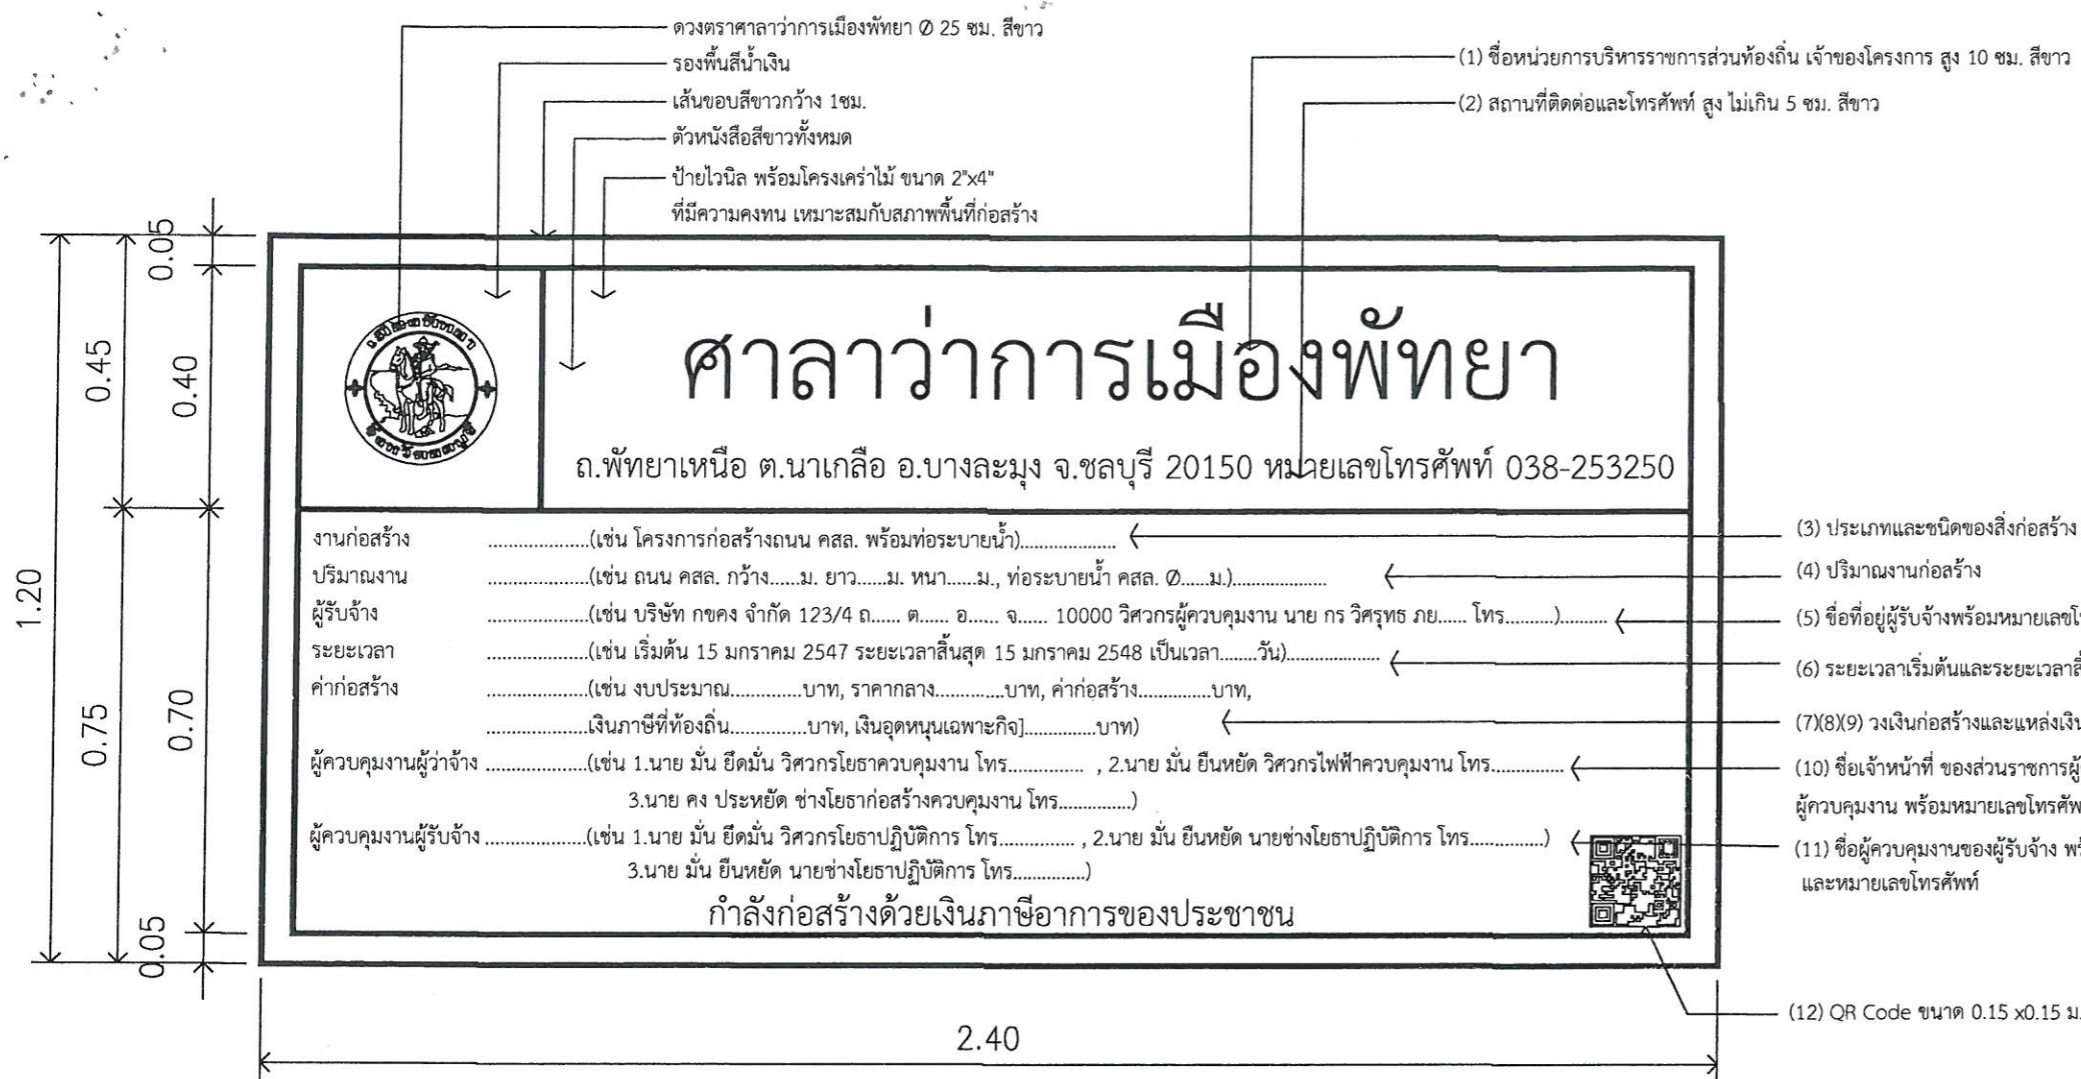 ดวงตราศาลาว่าการเมืองพัทยา Ø 25 ซม. สีขาว
รองพื้นสีน้ำเงิน
เส้นขอบสีขาวกว้าง 1ซม.
ตัวหนังสือสีขาวทั้งหมด
ป้ายไวนิล พร้อมโครงเคร่าไม้ ขนาด 2"x4"
ที่มีความคงทน เหมาะสมกับสภาพพื้นที่ก่อสร้าง
(1) ชื่อหน่วยการบริหารราชการส่วนท้องถิ่น เจ้าของโครงการ สูง 10 ซม. สีขาว
(2) สถานที่ติดต่อและโทรศัพท์ สูง ไม่เกิน 5 ซม. สีขาว
0.05
0.45
0.40
1.20
0.75
0.70
0.05
เมืองพัทยา
จังหวัดชลบุรี
ศาลาว่าการเมืองพัทยา
ถ.พัทยาเหนือ ต.นาเกลือ อ.บางละมุง จ.ชลบุรี 20150 หมายเลขโทรศัพท์ 038-253250
งานก่อสร้าง ...................(เช่น โครงการก่อสร้างถนน คสล. พร้อมท่อระบายน้ำ)..................
ปริมาณงาน ...................(เช่น ถนน คสล. กว้าง......ม. ยาว......ม. หนา......ม., ท่อระบายน้ำ คสล. Ø......ม.)..................
ผู้รับจ้าง ...................(เช่น บริษัท กขคง จำกัด 123/4 ถ...... ต...... อ...... จ...... 10000 วิศวกรผู้ควบคุมงาน นาย กร วิศรุทธ ภย...... โทร..........)..........
ระยะเวลา ...................(เช่น เริ่มต้น 15 มกราคม 2547 ระยะเวลาสิ้นสุด 15 มกราคม 2548 เป็นเวลา.......วัน)..................
ค่าก่อสร้าง ...................(เช่น งบประมาณ.............บาท, ราคากลาง.............บาท, ค่าก่อสร้าง.............บาท,
...................เงินภาษีที่ท้องถิ่น..............บาท, เงินอุดหนุนเฉพาะกิจ]..............บาท)
ผู้ควบคุมงานผู้ว่าจ้าง ...................(เช่น 1.นาย มั่น ยึดมั่น วิศวกรโยธาควบคุมงาน โทร.............. , 2.นาย มั่น ยืนหยัด วิศวกรไฟฟ้าควบคุมงาน โทร..............
3.นาย คง ประหยัด ช่างโยธาก่อสร้างควบคุมงาน โทร..............)
ผู้ควบคุมงานผู้รับจ้าง ...................(เช่น 1.นาย มั่น ยึดมั่น วิศวกรโยธาปฏิบัติการ โทร.............. , 2.นาย มั่น ยืนหยัด นายช่างโยธาปฏิบัติการ โทร..............)
3.นาย มั่น ยืนหยัด นายช่างโยธาปฏิบัติการ โทร..............)
กำลังก่อสร้างด้วยเงินภาษีอาการของประชาชน
(3) ประเภทและชนิดของสิ่งก่อสร้าง
(4) ปริมาณงานก่อสร้าง
(5) ชื่อที่อยู่ผู้รับจ้างพร้อมหมายเลข
(6) ระยะเวลาเริ่มต้นและระยะเวลา
(7)(8)(9) วงเงินก่อสร้างและแหล่งเงิน
(10) ชื่อเจ้าหน้าที่ ของส่วนราชการ
ผู้ควบคุมงาน พร้อมหมายเลข
(11) ชื่อผู้ควบคุมงานของผู้รับจ้าง
และหมายเลขโทรศัพท์
(12) QR Code ขนาด 0.15 x0.15 ม.
2.40